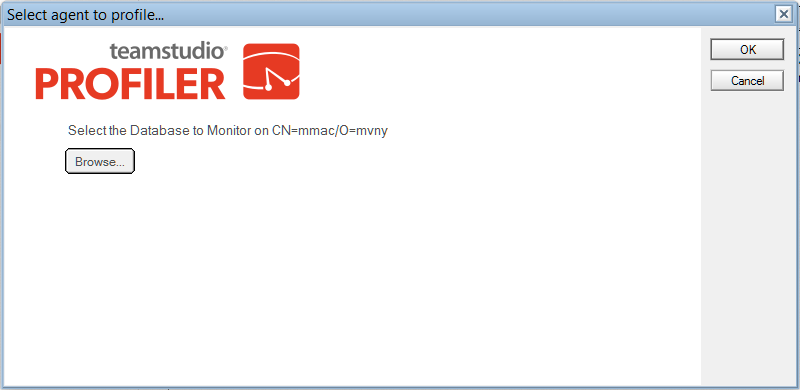 Select agent to profile...
teamstudio®
PROFILER
OK
Cancel
Select the Database to Monitor on CN=mmac/O=mvny
Browse...